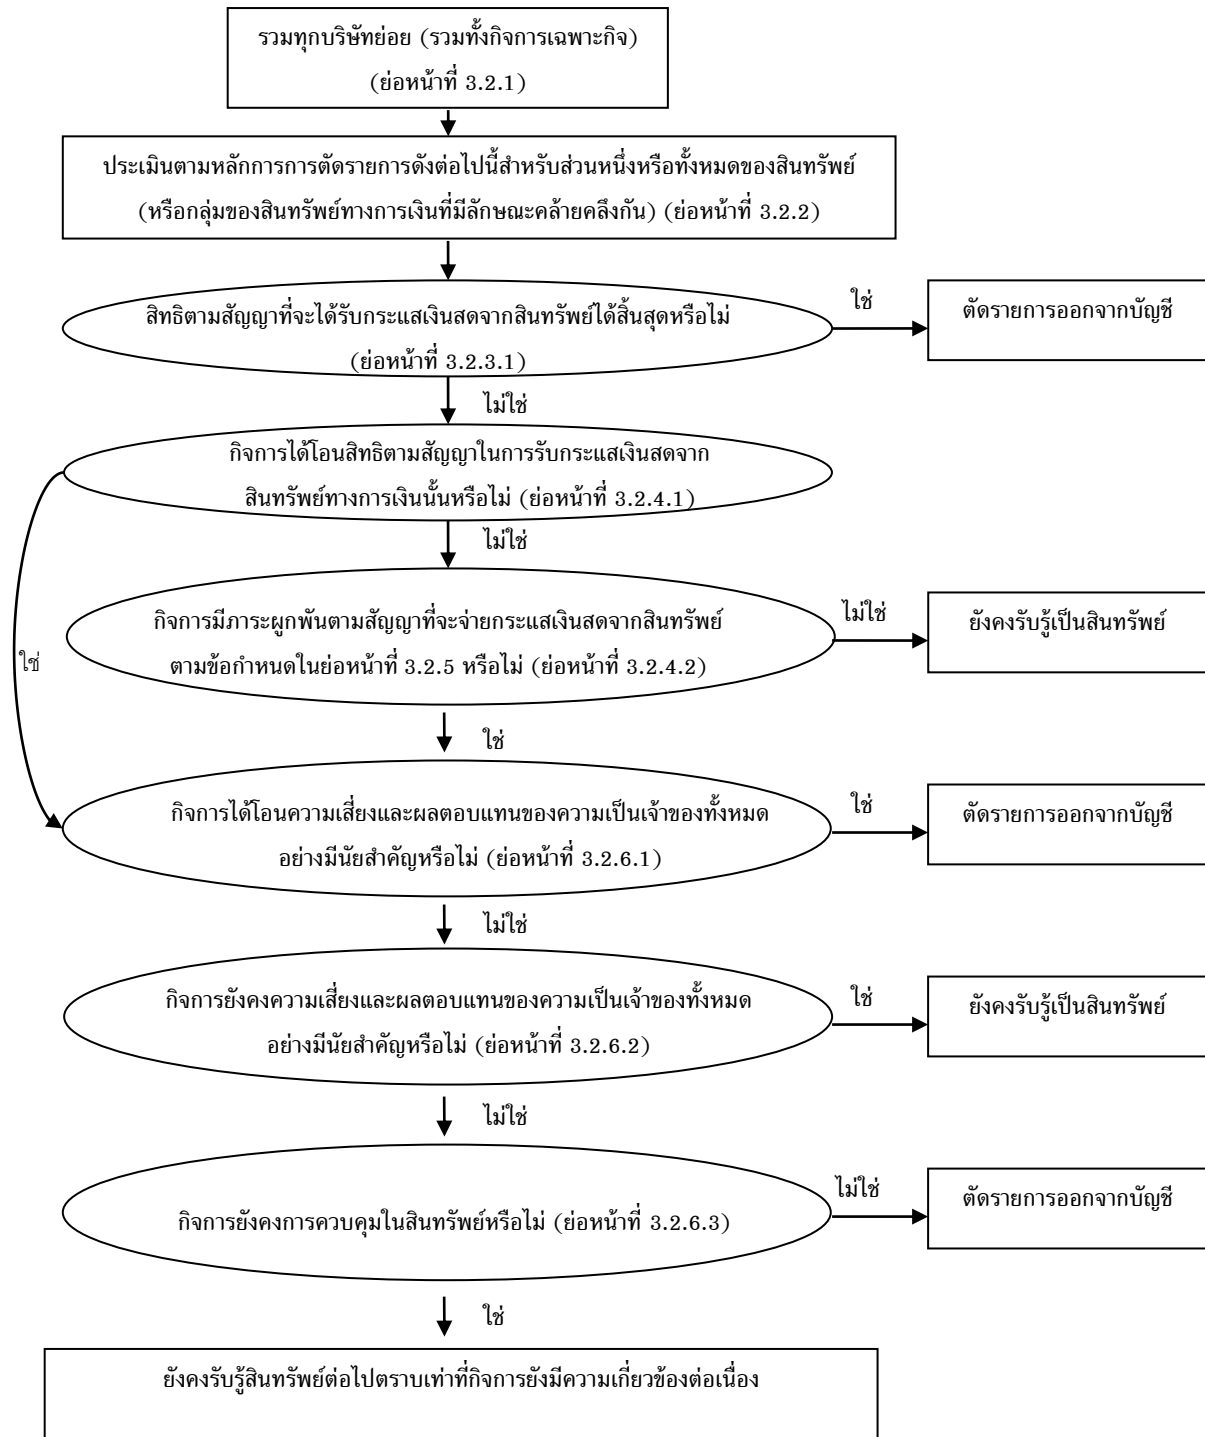 รวมทุกบริษัทย่อย (รวมทั้งกิจการเฉพาะกิจ)
(ย่อหน้าที่ 3.2.1)
ประเมินตามหลักการการตัดรายการดังต่อไปนี้สำหรับส่วนหนึ่งหรือทั้งหมดของสินทรัพย์
(หรือกลุ่มของสินทรัพย์ทางการเงินที่มีลักษณะคล้ายคลึงกัน) (ย่อหน้าที่ 3.2.2)
สิทธิตามสัญญาที่จะได้รับกระแสเงินสดจากสินทรัพย์ได้สิ้นสุดหรือไม่
(ย่อหน้าที่ 3.2.3.1)
ใช่
ตัดรายการออกจากบัญชี
ไม่ใช่
กิจการได้โอนสิทธิตามสัญญาในการรับกระแสเงินสดจาก
สินทรัพย์ทางการเงินนั้นหรือไม่ (ย่อหน้าที่ 3.2.4.1)
ไม่ใช่
กิจการมีภาระผูกพันตามสัญญาที่จะจ่ายกระแสเงินสดจากสินทรัพย์
ตามข้อกำหนดในย่อหน้าที่ 3.2.5 หรือไม่ (ย่อหน้าที่ 3.2.4.2)
ไม่ใช่
ยังคงรับรู้เป็นสินทรัพย์
ใช่
ใช่
กิจการได้โอนความเสี่ยงและผลตอบแทนของความเป็นเจ้าของทั้งหมด
อย่างมีนัยสำคัญหรือไม่ (ย่อหน้าที่ 3.2.6.1)
ใช่
ตัดรายการออกจากบัญชี
ไม่ใช่
กิจการยังคงความเสี่ยงและผลตอบแทนของความเป็นเจ้าของทั้งหมด
อย่างมีนัยสำคัญหรือไม่ (ย่อหน้าที่ 3.2.6.2)
ใช่
ยังคงรับรู้เป็นสินทรัพย์
ไม่ใช่
กิจการยังคงการควบคุมในสินทรัพย์หรือไม่ (ย่อหน้าที่ 3.2.6.3)
ไม่ใช่
ตัดรายการออกจากบัญชี
ใช่
ยังคงรับรู้สินทรัพย์ต่อไปตราบเท่าที่กิจการยังมีความเกี่ยวข้องต่อเนื่อง